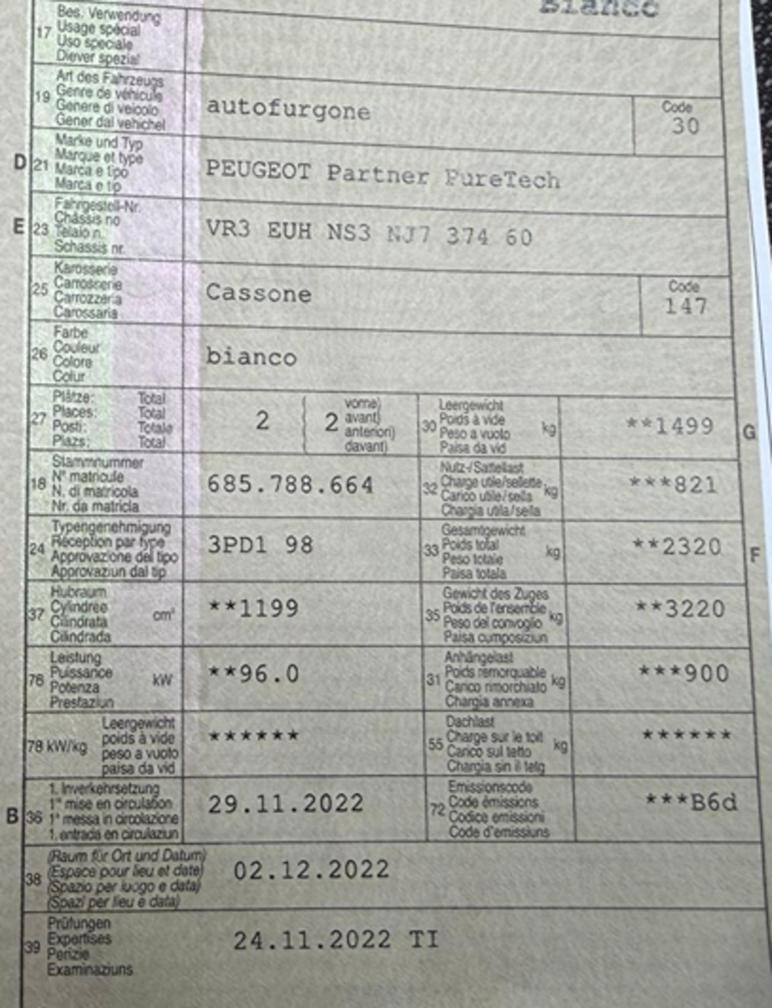 Bianco
17 Bes. Verwendung
Usage spécial
Uso speciale
Diever spezial
19 Art des Fahrzeugs
Genre de véhicule
Genere di veicolo
Gener dal vehichel
autofurgone
Code
30
D 21 Marke und Typ
Marque et type
Marca e tipo
Marca e tip
PEUGEOT Partner PureTech
E 23 Fahrgestell-Nr.
Châssis no
Telaio n.
Schassis nr.
VR3 EUH NS3 NJ7 374 60
25 Karosserie
Carrosserie
Carrozzeria
Carossaria
Cassone
Code
147
26 Farbe
Couleur
Colore
Colur
bianco
27 Plätze: Total
Places: Total
Posti: Totale
Plazs: Total
2 ( 2 vorne)
avant)
anteriori)
davant)
30 Leergewicht
Poids à vide
Peso a vuoto
Paisa da vid
kg **1499 G
18 Stammnummer
N° matricule
N. di matricola
Nr. da matricla
685.788.664
32 Nutz-/Sattellast
Charge utile/sellette
Carico utile/sella
Chargia utila/sella
kg ***821
24 Typengenehmigung
Réception par type
Approvazione del tipo
Approvaziun dal tip
3PD1 98
33 Gesamtgewicht
Poids total
Peso totale
Paisa totala
kg **2320 F
37 Hubraum
Cylindrée
Cilindrata
Cilindrada
cm³ **1199
35 Gewicht des Zuges
Poids de l'ensemble
Peso del convoglio
Paisa cumposiziun
kg **3220
76 Leistung
Puissance
Potenza
Prestaziun
kW **96.0
31 Anhängelast
Poids remorquable
Carico rimorchiato
Chargia annexa
kg ***900
78 kW/kg Leergewicht
poids à vide
peso a vuoto
paisa da vid
******
55 Dachlast
Charge sur le toit
Carico sul tetto
Chargia sin il tetg
kg ******
B 36 1. Inverkehrsetzung
1re mise en circulation
1a messa in circolazione
1. entrada en circulaziun
29.11.2022
72 Emissionscode
Code émissions
Codice emissioni
Code d'emissiuns
***B6d
38 (Raum für Ort und Datum)
(Espace pour lieu et date)
(Spazio per luogo e data)
(Spazi per lieu e data)
02.12.2022
39 Prüfungen
Expertises
Perizie
Examinaziuns
24.11.2022 TI